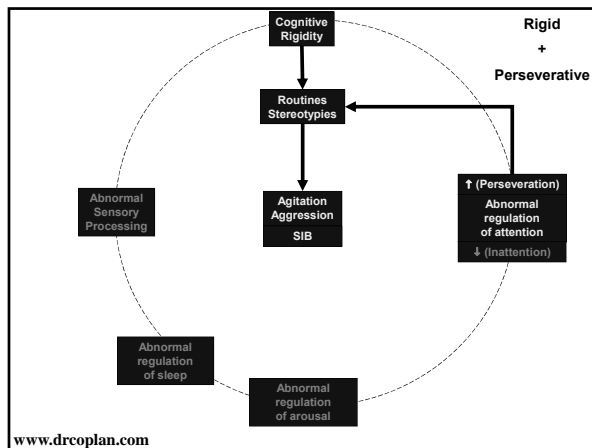 Cognitive
Rigidity
Rigid
+
Perseverative
Routines
Stereotypies
↑ (Perseveration)
Abnormal
regulation
of attention
↓ (Inattention)
Abnormal
Sensory
Processing
Agitation
Aggression
SIB
Abnormal
regulation
of sleep
Abnormal
regulation
of arousal
www.drcoplan.com